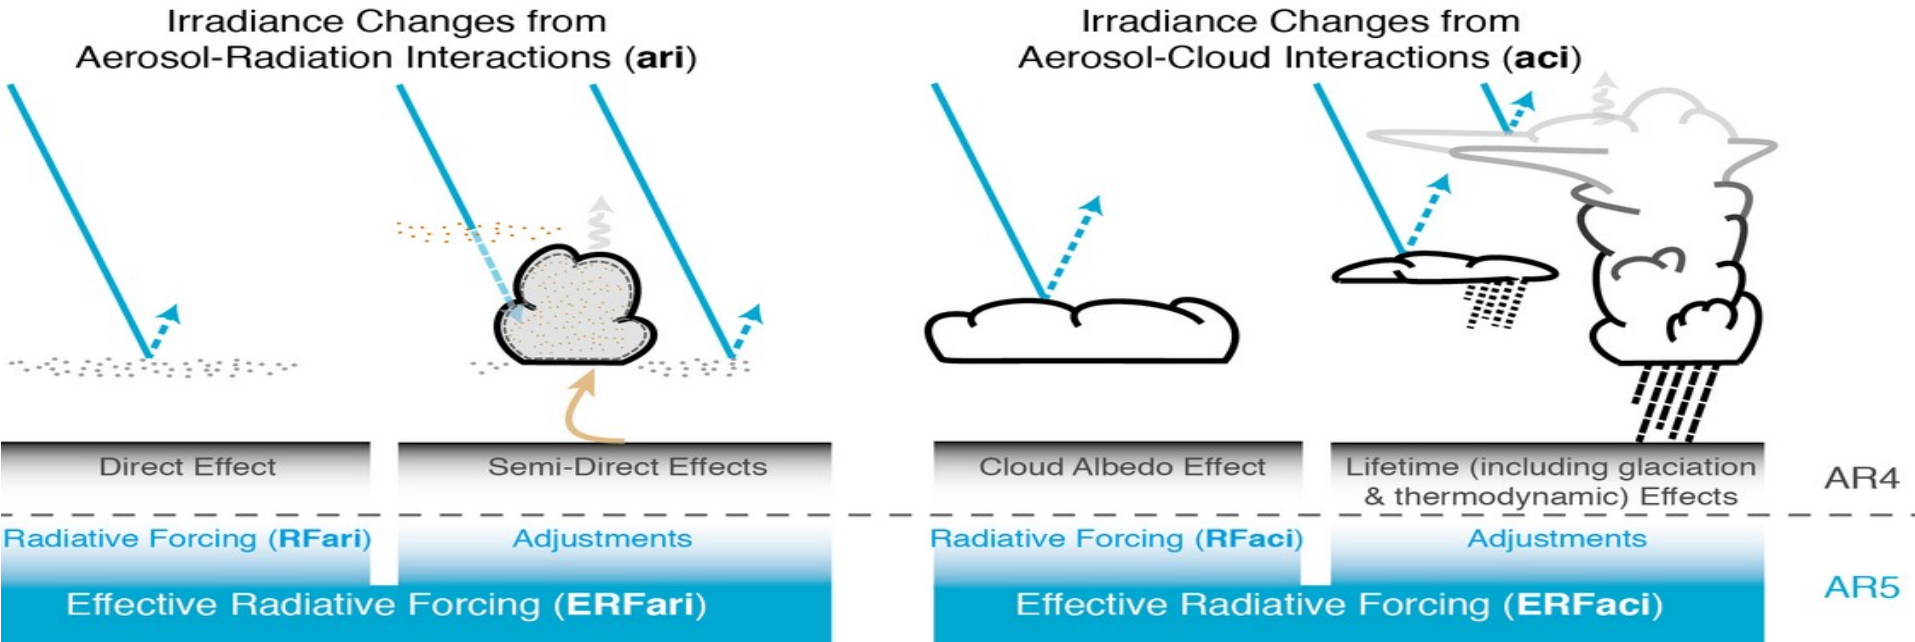 Irradiance Changes from
Aerosol-Radiation Interactions (ari)
Irradiance Changes from
Aerosol-Cloud Interactions (aci)
Direct Effect
Semi-Direct Effects
Cloud Albedo Effect
Lifetime (including glaciation
& thermodynamic) Effects
AR4
Radiative Forcing (RFari)
Adjustments
Radiative Forcing (RFaci)
Adjustments
Effective Radiative Forcing (ERFari)
Effective Radiative Forcing (ERFaci)
AR5